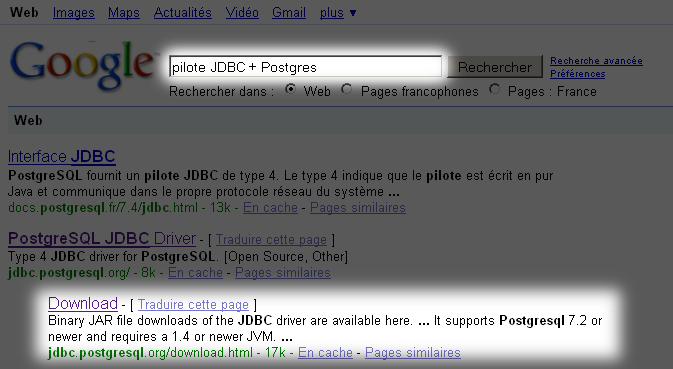 Web Images Maps Actualités Vidéo Gmail plus ▼
Google
pilote JDBC + Postgres Rechercher Recherche avancée
Préférences
Rechercher dans : Web Pages francophones Pages : France
Web
Interface JDBC
PostgreSQL fournit un pilote JDBC de type 4. Le type 4 indique que le pilote est écrit en pur
Java et communique dans le propre protocole réseau du système ...
docs.postgresql.fr/7.4/jdbc.html - 13k - En cache - Pages similaires
PostgreSQL JDBC Driver - [ Traduire cette page ]
Type 4 JDBC driver for PostgreSQL. [Open Source, Other]
jdbc.postgresql.org/ - 8k - En cache - Pages similaires
Download - [ Traduire cette page ]
Binary JAR file downloads of the JDBC driver are available here. ... It supports Postgresql 7.2 or
newer and requires a 1.4 or newer JVM. ...
jdbc.postgresql.org/download.html - 17k - En cache - Pages similaires